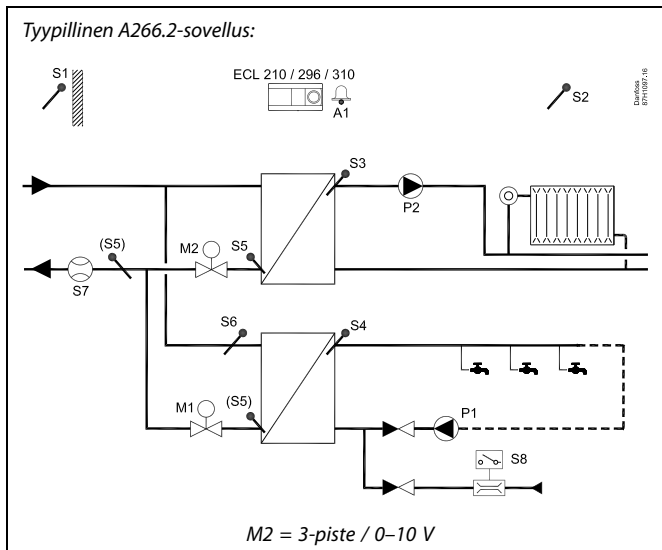 Tyypillinen A266.2-sovellus:
S1
ECL 210 / 296 / 310
A1
S2
Danfoss
87H1097.16
S3
P2
(S5)
M2
S5
S7
S6
S4
M1
(S5)
P1
S8
M2 = 3-piste / 0–10 V